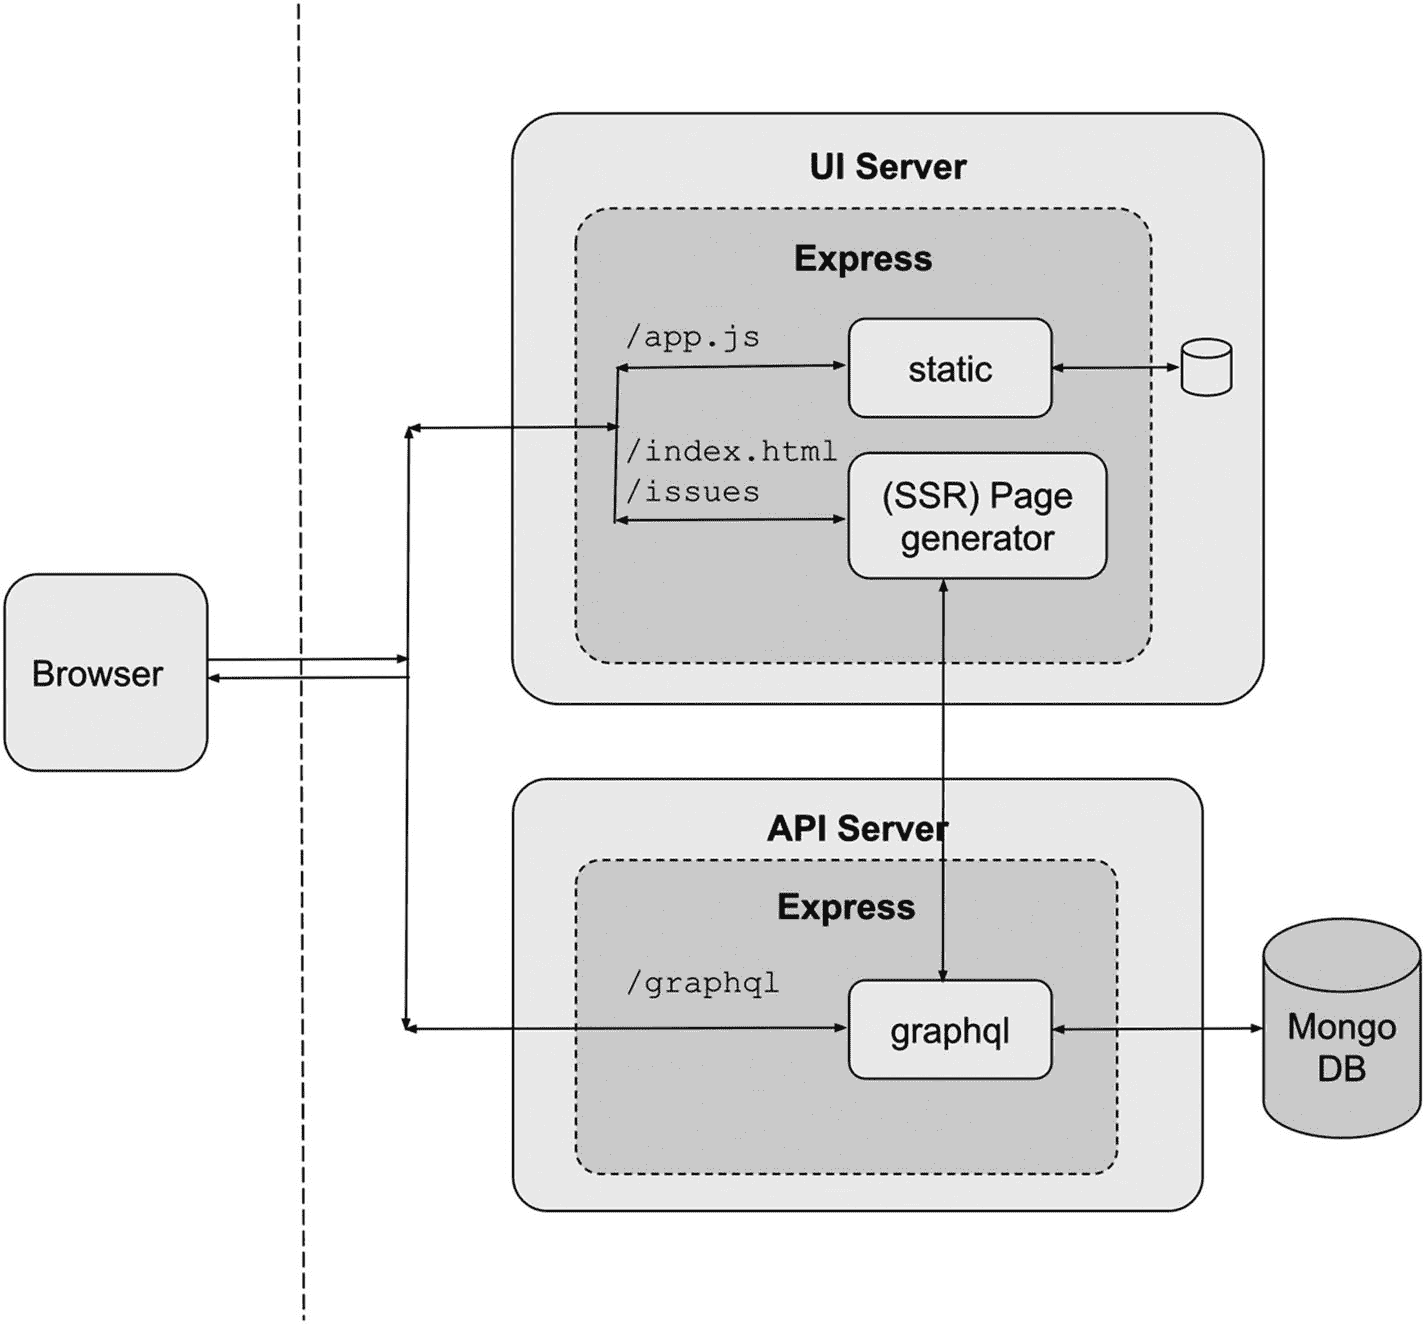 UI Server
Express
/app.js
static
/index.html
/issues
(SSR) Page
generator
Browser
API Server
Express
/graphql
graphql
Mongo
DB